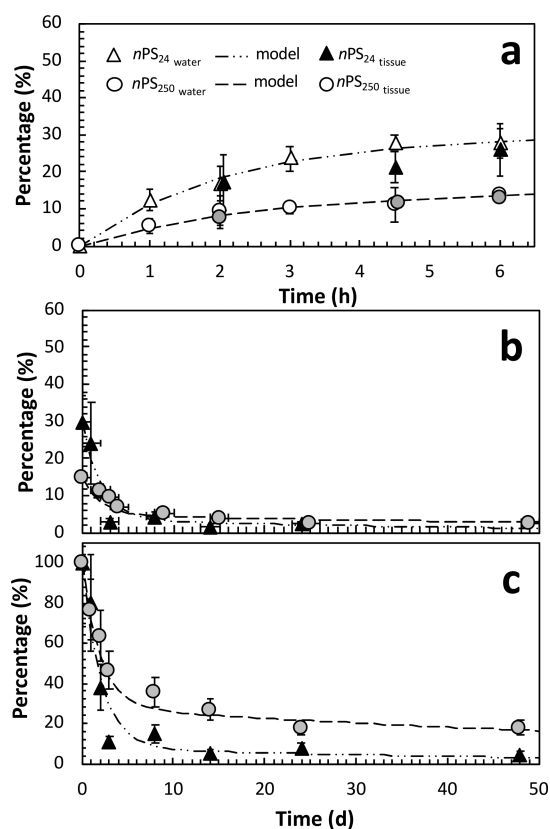 60
50
40
30
20
10
0
Percentage (%)
a
nPS24 water model nPS24 tissue
nPS250 water model nPS250 tissue
0 1 2 3 4 5 6
Time (h)
60
50
40
30
20
10
0
Percentage (%)
b
100
80
60
40
20
0
Percentage (%)
c
0 10 20 30 40 50
Time (d)